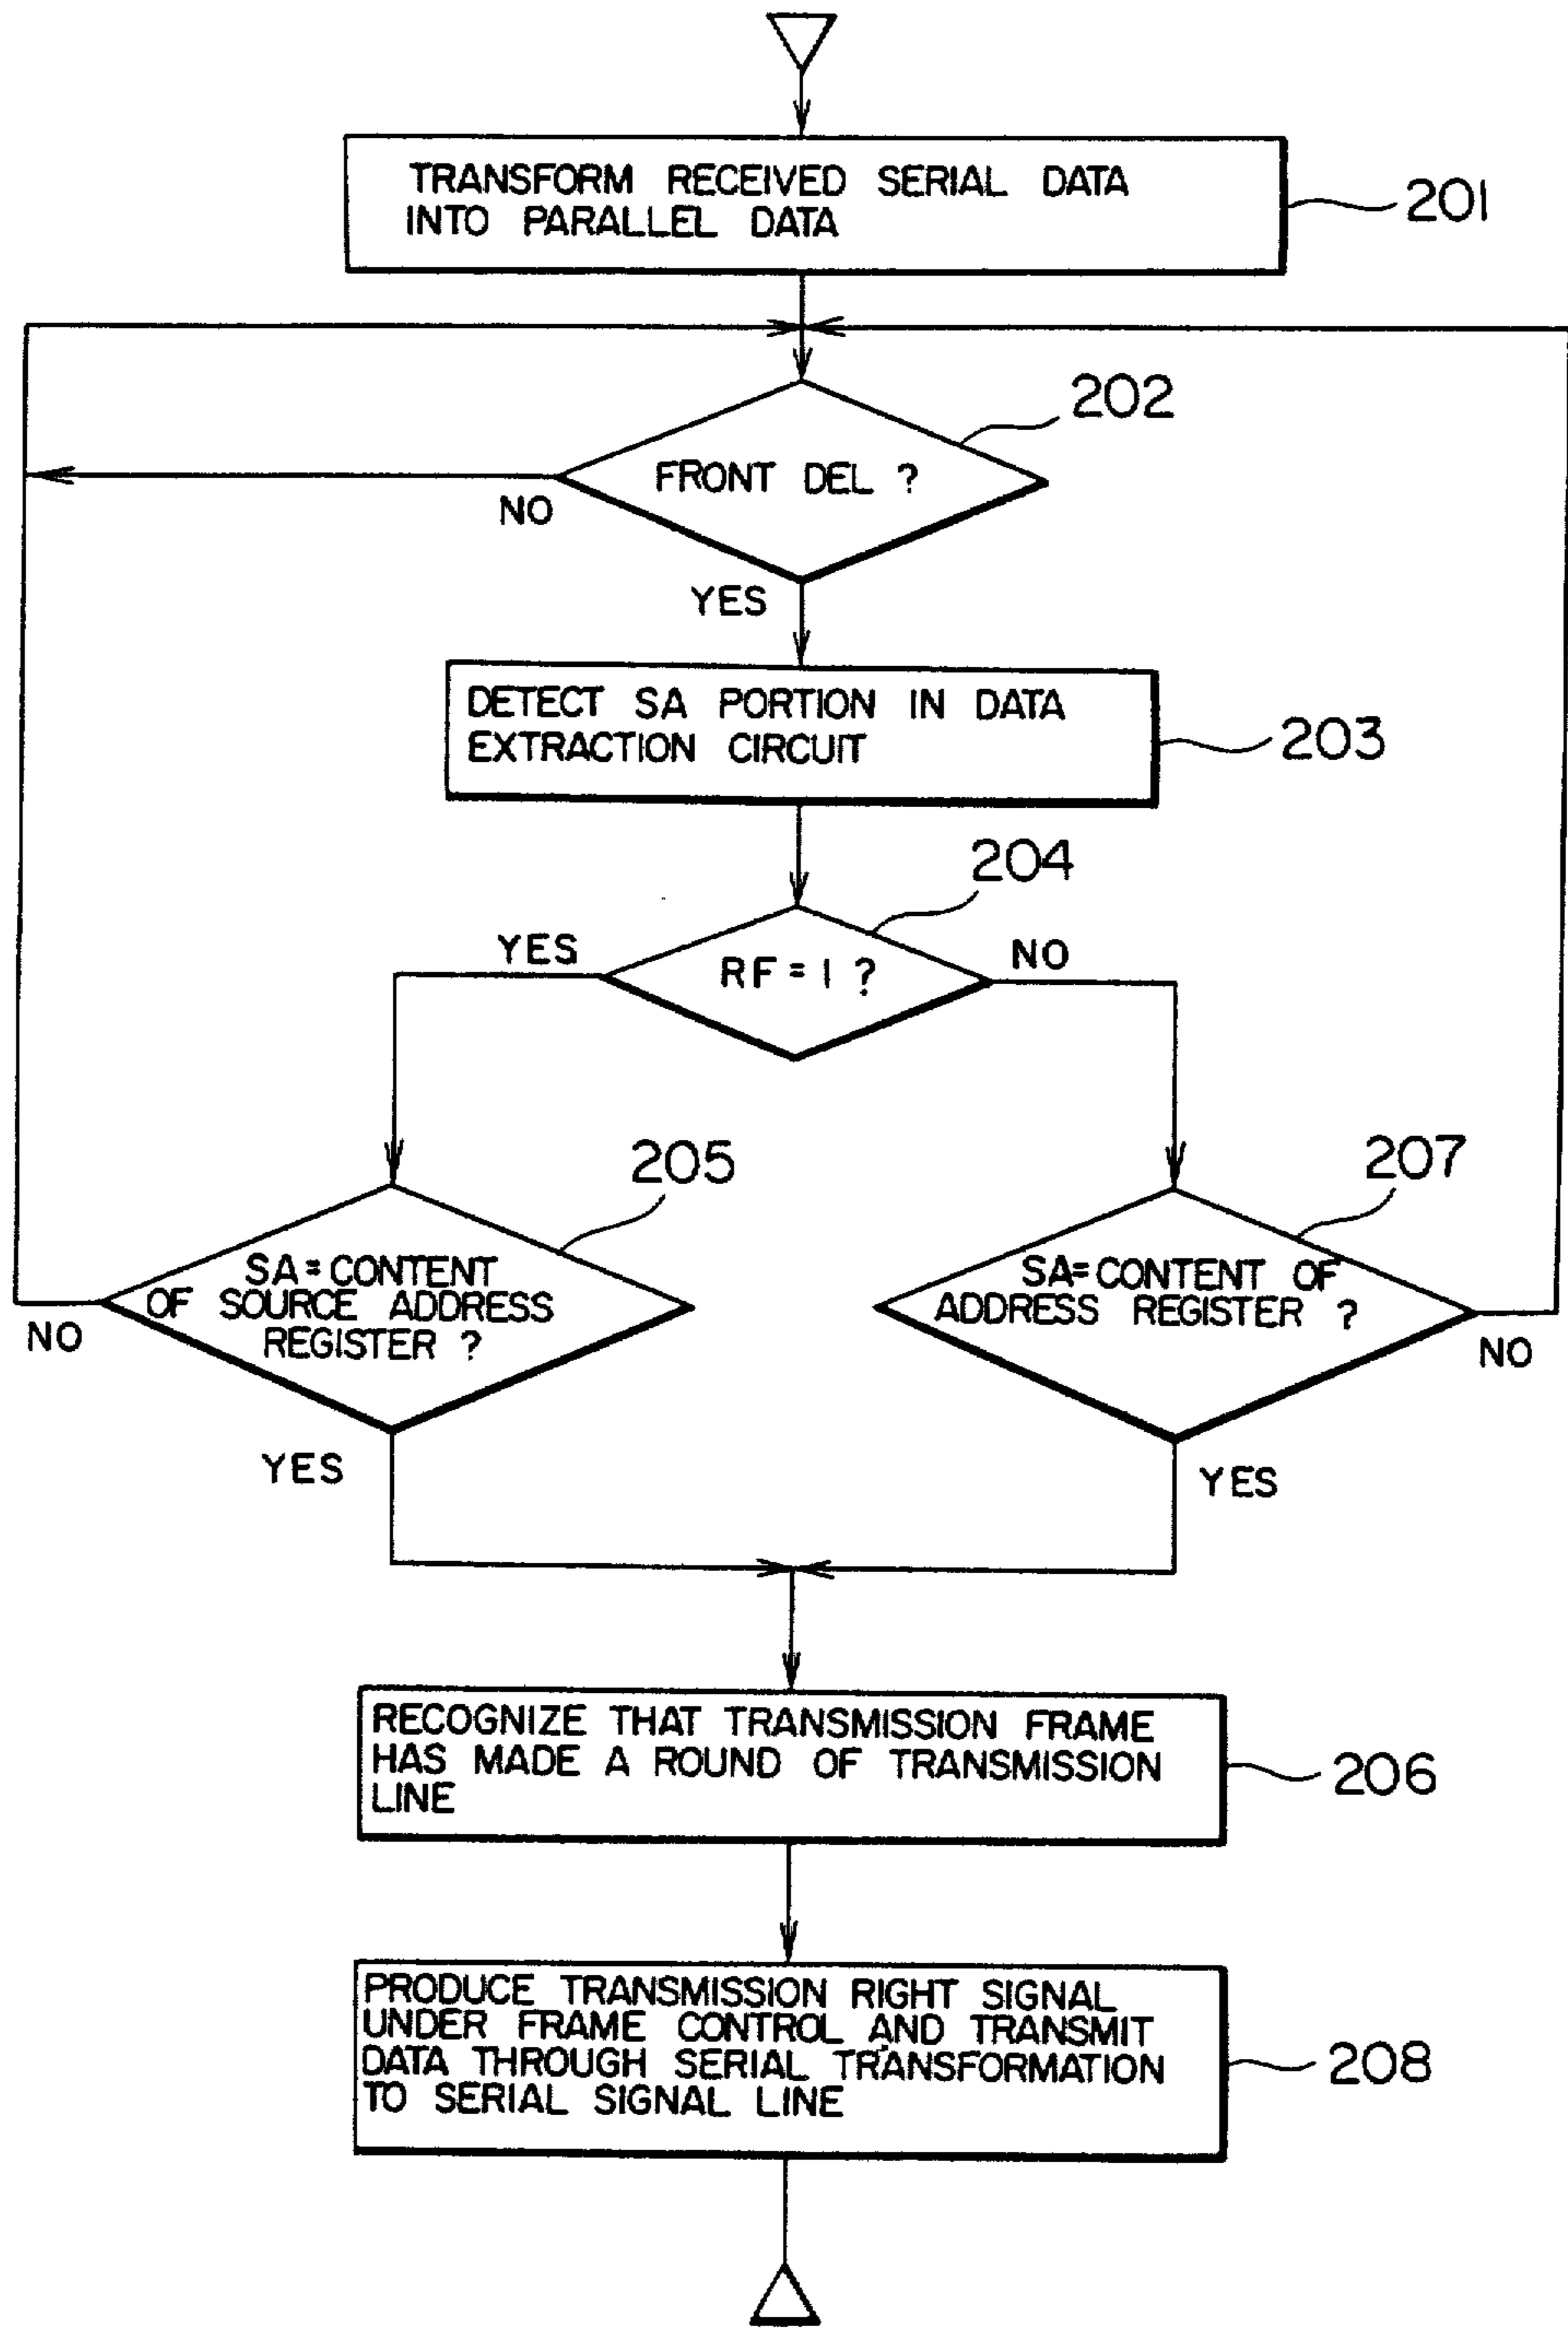 TRANSFORM RECEIVED SERIAL DATA
INTO PARALLEL DATA
201
202
FRONT DEL ?
NO
YES
DETECT SA PORTION IN DATA
EXTRACTION CIRCUIT
203
204
YES
RF = 1 ?
NO
205
207
SA = CONTENT
OF SOURCE ADDRESS
REGISTER ?
NO
SA = CONTENT OF
ADDRESS REGISTER ?
NO
YES
YES
RECOGNIZE THAT TRANSMISSION FRAME
HAS MADE A ROUND OF TRANSMISSION
LINE
206
PRODUCE TRANSMISSION RIGHT SIGNAL
UNDER FRAME CONTROL AND TRANSMIT
DATA THROUGH SERIAL TRANSFORMATION
TO SERIAL SIGNAL LINE
208